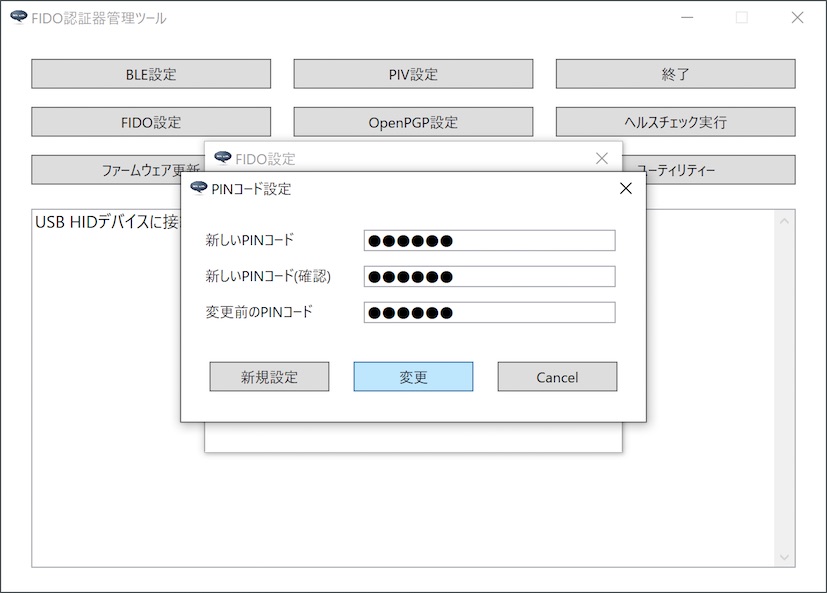 FIDO認証器管理ツール
BLE設定
PIV設定
終了
FIDO設定
OpenPGP設定
ヘルスチェック実行
ファームウェア更新
ユーティリティー
FIDO設定
USB HIDデバイスに接
PINコード設定
新しいPINコード
●●●●●●
新しいPINコード(確認)
●●●●●●
変更前のPINコード
●●●●●●
新規設定
変更
Cancel